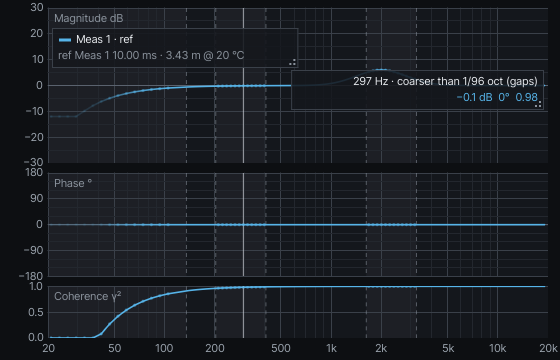 30
Magnitude dB
20
Meas 1 · ref
ref Meas 1 10.00 ms · 3.43 m @ 20 °C
10
297 Hz · coarser than 1/96 oct (gaps)
0
−0.1 dB 0° 0.98
−10
−20
−30
180
Phase °
90
0
−90
−180
1.0
Coherence γ²
0.5
0.0
20 50 100 200 500 1k 2k 5k 10k 20k